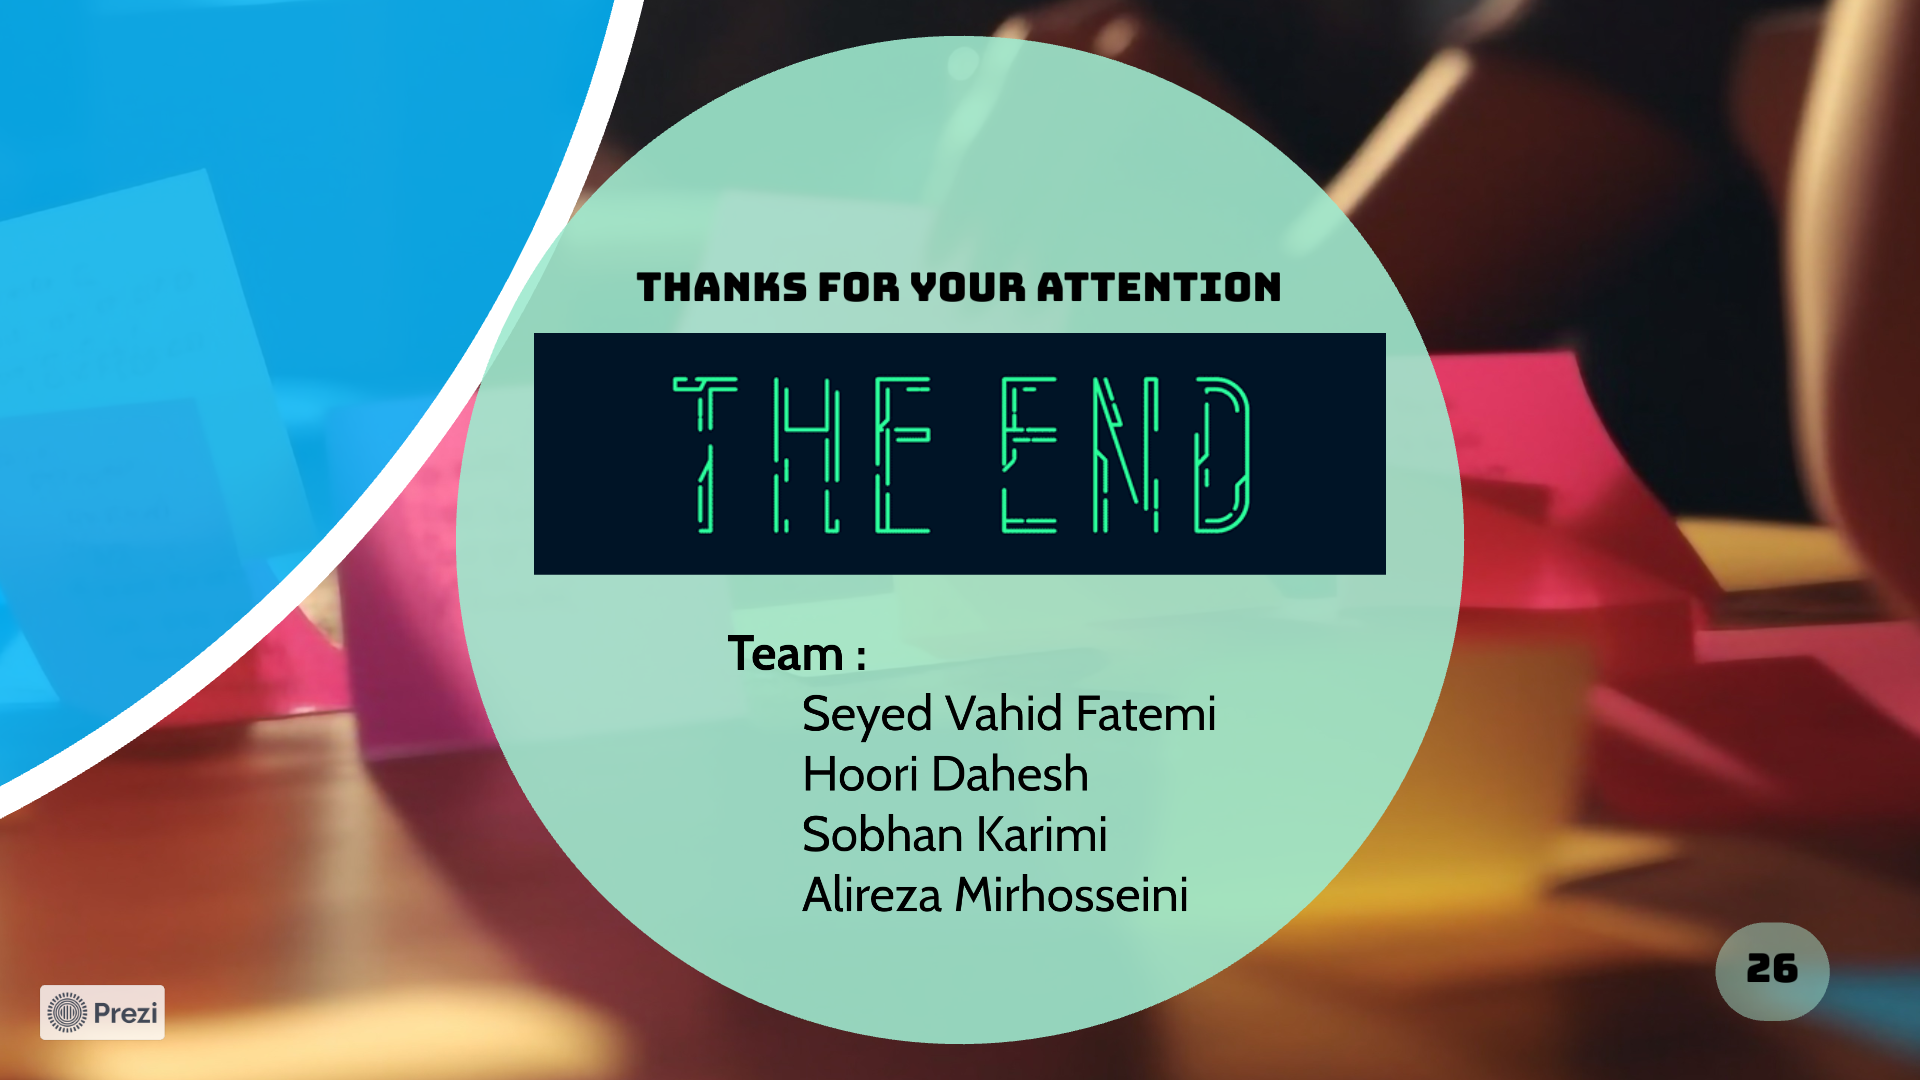 THANKS FOR YOUR ATTENTION
THE END
Team :
Seyed Vahid Fatemi
Hoori Dahesh
Sobhan Karimi
Alireza Mirhosseini
26
Prezi